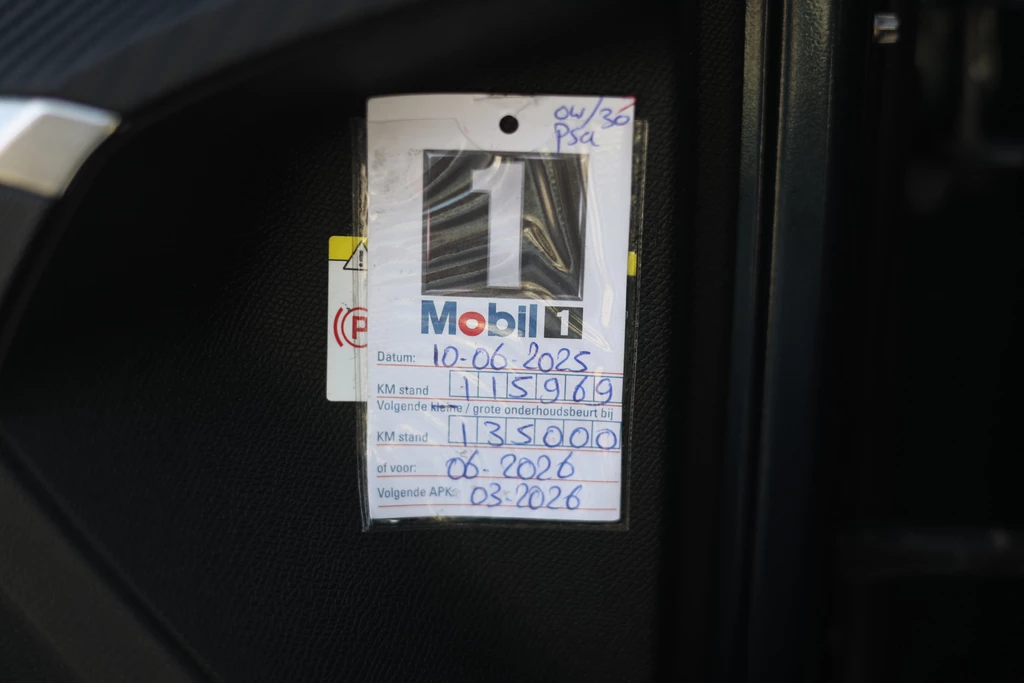 ow/30
psa
1
Mobil 1
Datum: 10-06-2025
KM stand 115969
Volgende kleine / grote onderhoudsbeurt bij
KM stand 135000
of voor: 06-2026
Volgende APK: 03-2026
P